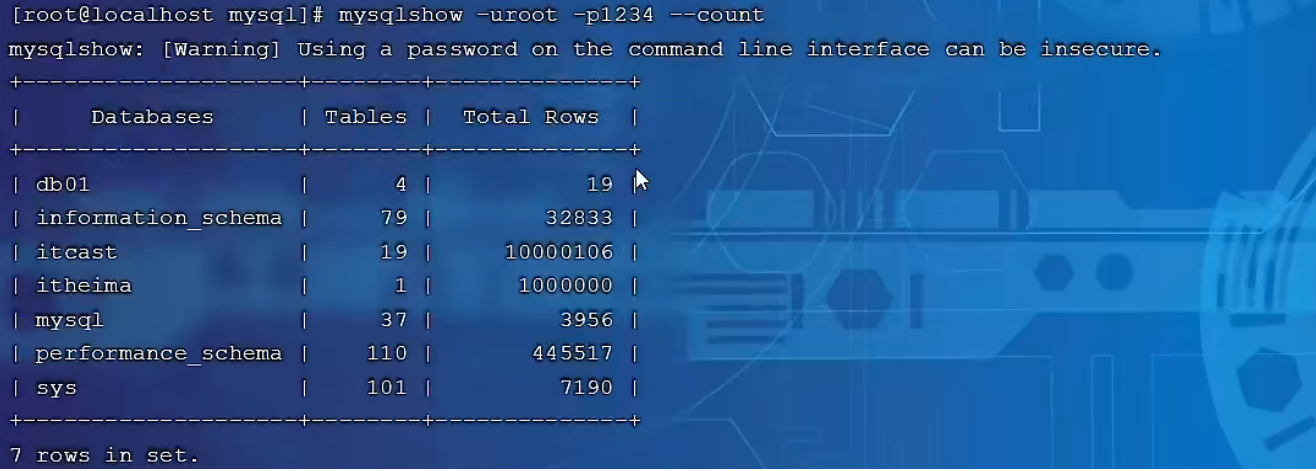 [root@localhost mysql]# mysqlshow -uroot -p1234 --count
mysqlshow: [Warning] Using a password on the command line interface can be insecure.
+--------------------+--------+--------------+
|     Databases      | Tables |  Total Rows  |
+--------------------+--------+--------------+
| db01               |      4 |           19 |
| information_schema |     79 |        32833 |
| itcast             |     19 |     10000106 |
| itheima            |      1 |      1000000 |
| mysql              |     37 |         3956 |
| performance_schema |    110 |       445517 |
| sys                |    101 |         7190 |
+--------------------+--------+--------------+
7 rows in set.